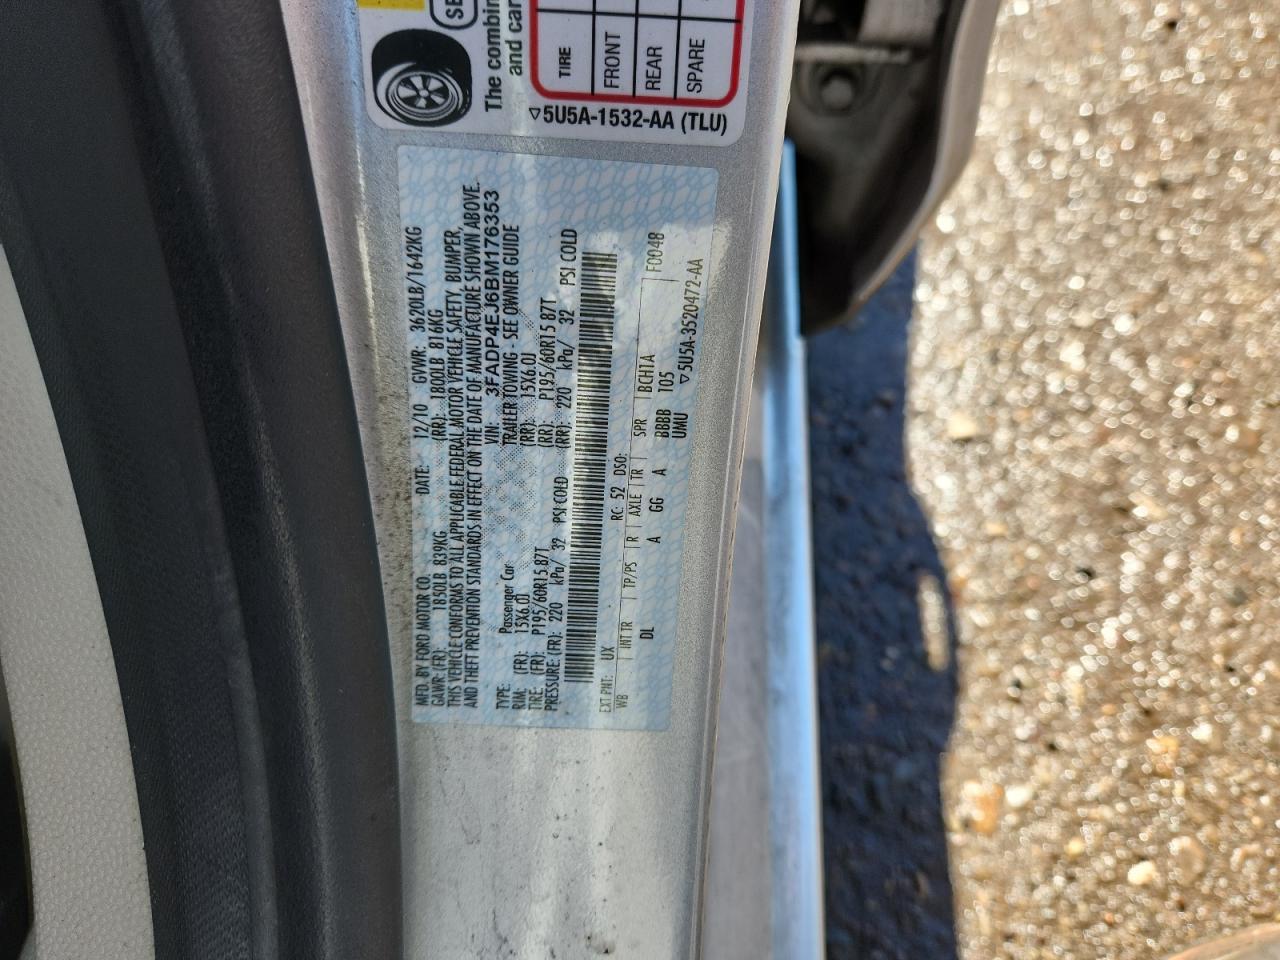 SE
The combin
and car
TIRE
FRONT
REAR
SPARE
▽5U5A-1532-AA (TLU)
MFD. BY FORD MOTOR CO. DATE: 12/10 GVWR: 3620LB/1642KG
GAWR:(FR): 1850LB 839KG (RR): 1800LB 816KG
THIS VEHICLE CONFORMS TO ALL APPLICABLE FEDERAL MOTOR VEHICLE SAFETY, BUMPER,
AND THEFT PREVENTION STANDARDS IN EFFECT ON THE DATE OF MANUFACTURE SHOWN ABOVE.
VIN: 3FADP4EJ6BM176353
TYPE: Passenger Car TRAILER TOWING - SEE OWNER GUIDE
RIM: (FR): 15X6.0J (RR): 15X6.0J
TIRE: (FR): P195/60R15 87T (RR): P195/60R15 87T
PRESSURE:(FR): 220 kPa/ 32 PSI COLD (RR): 220 kPa/ 32 PSI COLD
EXT PNT: UX RC: 52 DSO:
WB INT TR TP/PS R AXLE TR SPR BCHTA F0048
DL A GG A BBBB T05
UMU
▽5U5A-3520472-AA